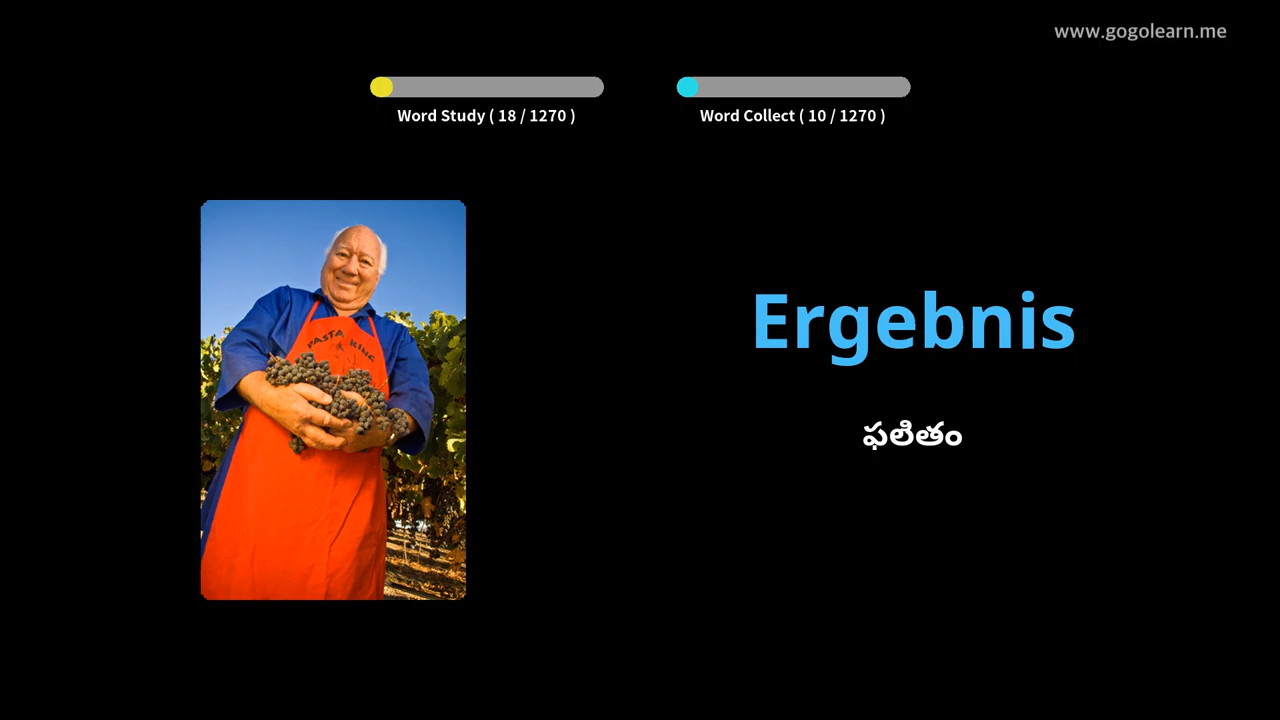 www.gogolearn.me
Word Study ( 18 / 1270 )
Word Collect ( 10 / 1270 )
PASTA KING
Ergebnis
ఫలితం